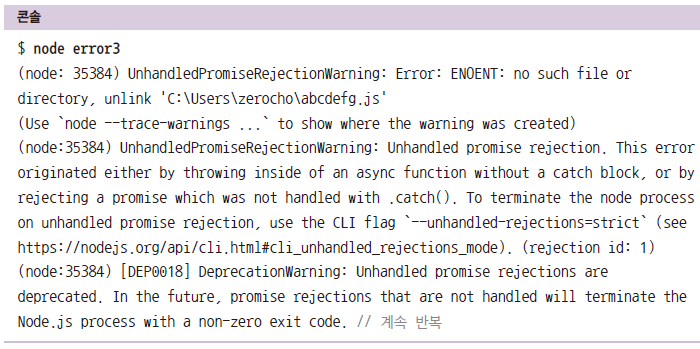 콘솔
$ node error3
(node: 35384) UnhandledPromiseRejectionWarning: Error: ENOENT: no such file or
directory, unlink 'C:\Users\zerocho\abcdefg.js'
(Use `node --trace-warnings ...` to show where the warning was created)
(node:35384) UnhandledPromiseRejectionWarning: Unhandled promise rejection. This error
originated either by throwing inside of an async function without a catch block, or by
rejecting a promise which was not handled with .catch(). To terminate the node process
on unhandled promise rejection, use the CLI flag `--unhandled-rejections=strict` (see
https://nodejs.org/api/cli.html#cli_unhandled_rejections_mode). (rejection id: 1)
(node:35384) [DEP0018] DeprecationWarning: Unhandled promise rejections are
deprecated. In the future, promise rejections that are not handled will terminate the
Node.js process with a non-zero exit code. // 계속 반복